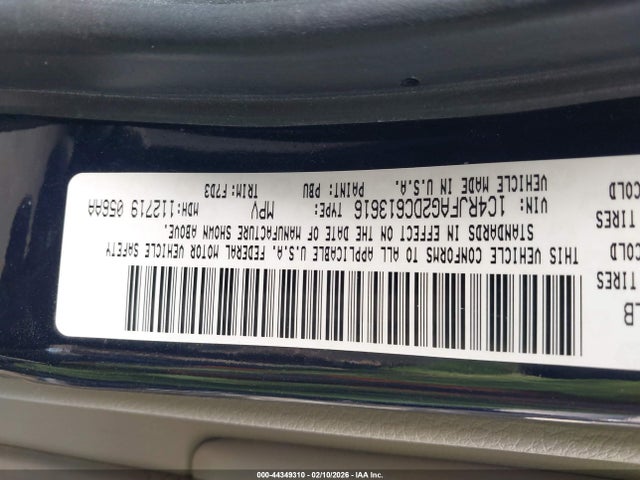 THIS VEHICLE CONFORMS TO ALL APPLICABLE U.S.A. FEDERAL MOTOR VEHICLE SAFETY
STANDARDS IN EFFECT ON THE DATE OF MANUFACTURE SHOWN ABOVE.
VIN: 1C4RJFAG2DC613616 TYPE: MPV MDH:112719 056AA
VEHICLE MADE IN U.S.A. PAINT: PBU TRIM:F7D3
LB
TIRES
COLD
TIRES
COLD
000-44349310 - 02/10/2026 - IAA Inc.